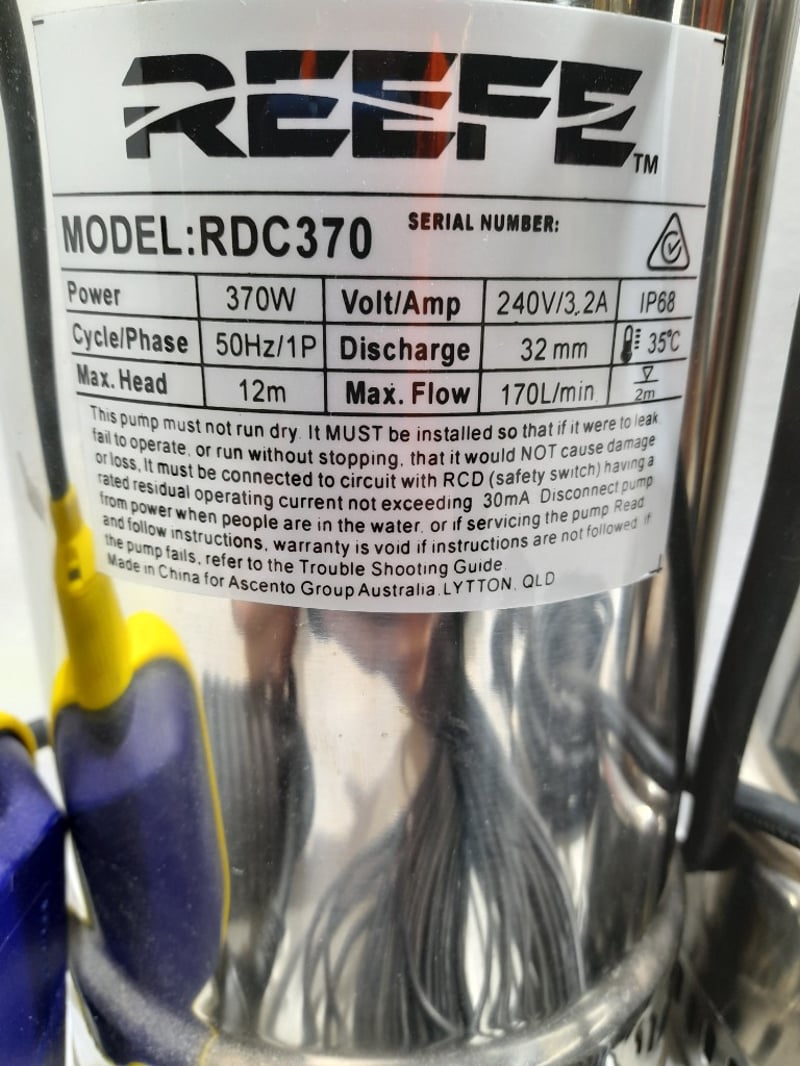 REEFE™
MODEL:RDC370 SERIAL NUMBER:
Power 370W Volt/Amp 240V/3.2A IP68
Cycle/Phase 50Hz/1P Discharge 32mm 35℃
Max. Head 12m Max. Flow 170L/min 2m
This pump must not run dry. It MUST be installed so that if it were to leak
fail to operate, or run without stopping, that it would NOT cause damage
or loss, It must be connected to circuit with RCD (safety switch) having a
rated residual operating current not exceeding 30mA Disconnect pump
from power when people are in the water, or if servicing the pump Read
and follow instructions, warranty is void if instructions are not followed. If
the pump fails, refer to the Trouble Shooting Guide.
Made in China for Ascento Group Australia. LYTTON, QLD